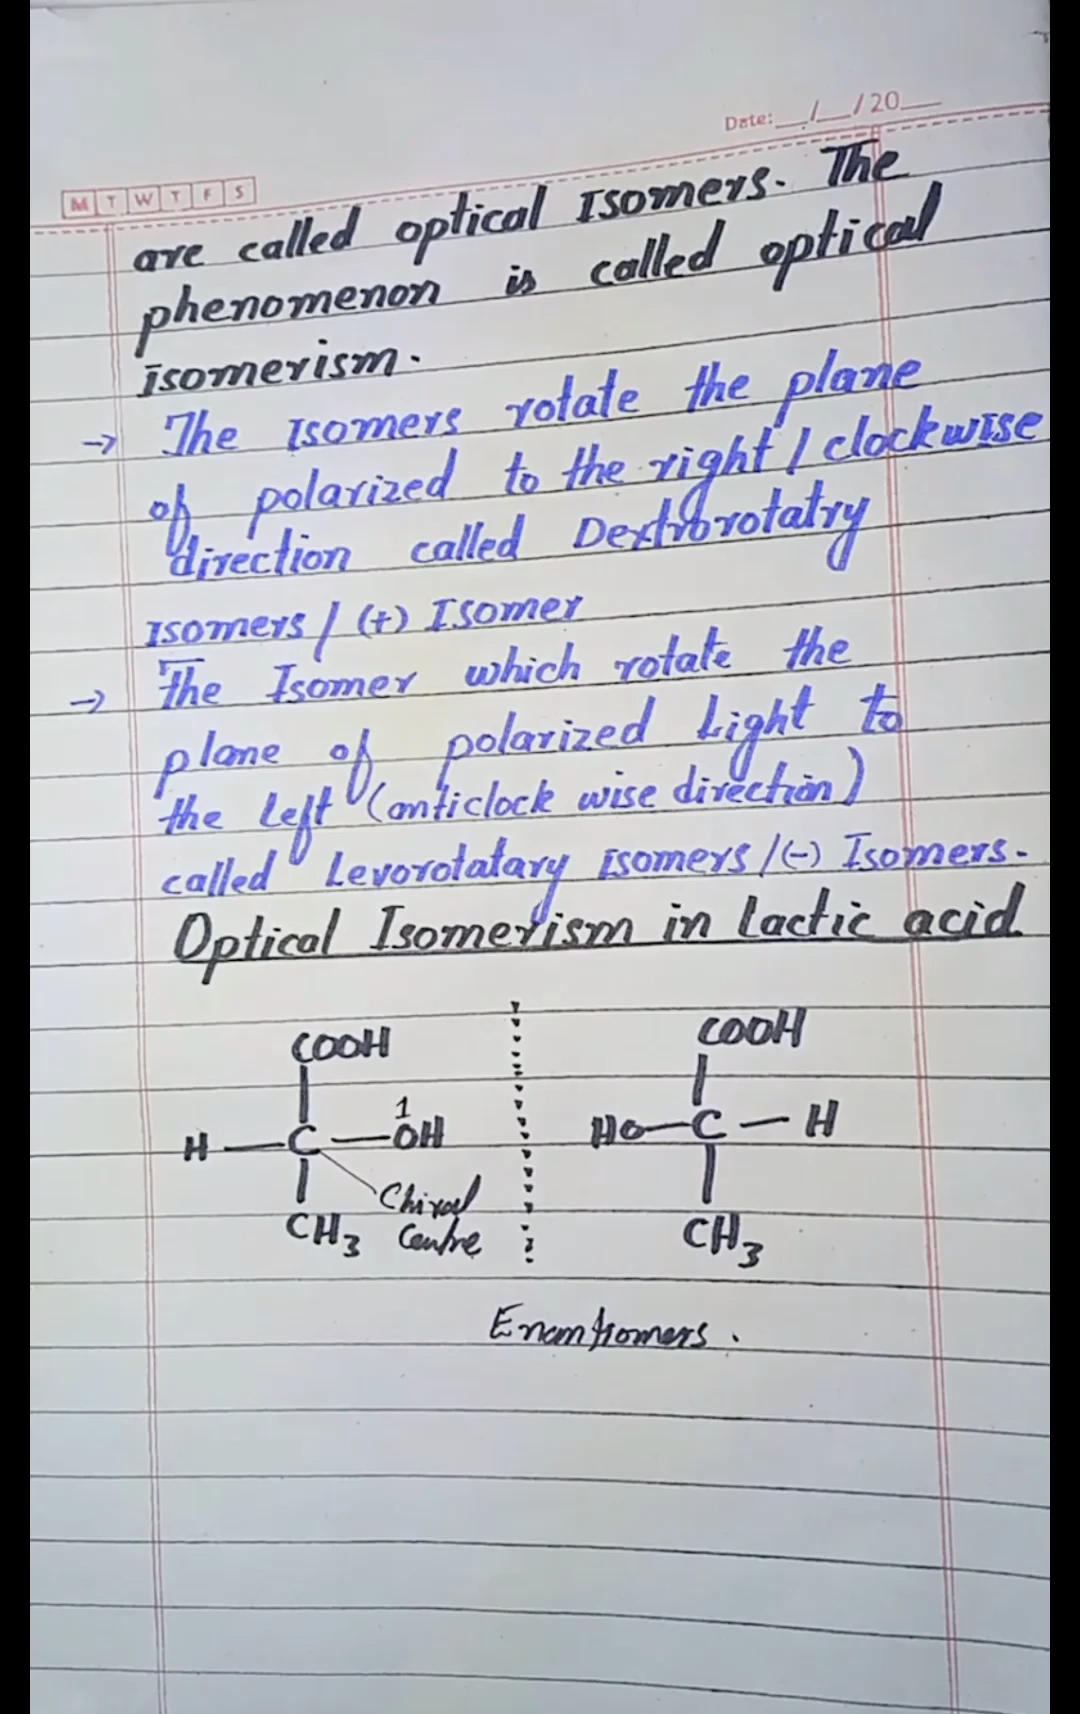 Date: __/__/20__
M T W T F S
are called optical Isomers. The
phenomenon is called optical
isomerism.
→ The Isomers rotate the plane
of polarized to the right / clockwise
direction called Dextrorotatry
Isomers / (+) Isomer
→ The Isomer which rotate the
plane of polarized Light to
the left (anticlock wise direction)
called Levorotatary isomers /(-) Isomers.
Optical Isomerism in lactic acid
COOH COOH
1
H — C — OH HO — C — H
Chiral
CH3 Centre CH3
Enantiomers.